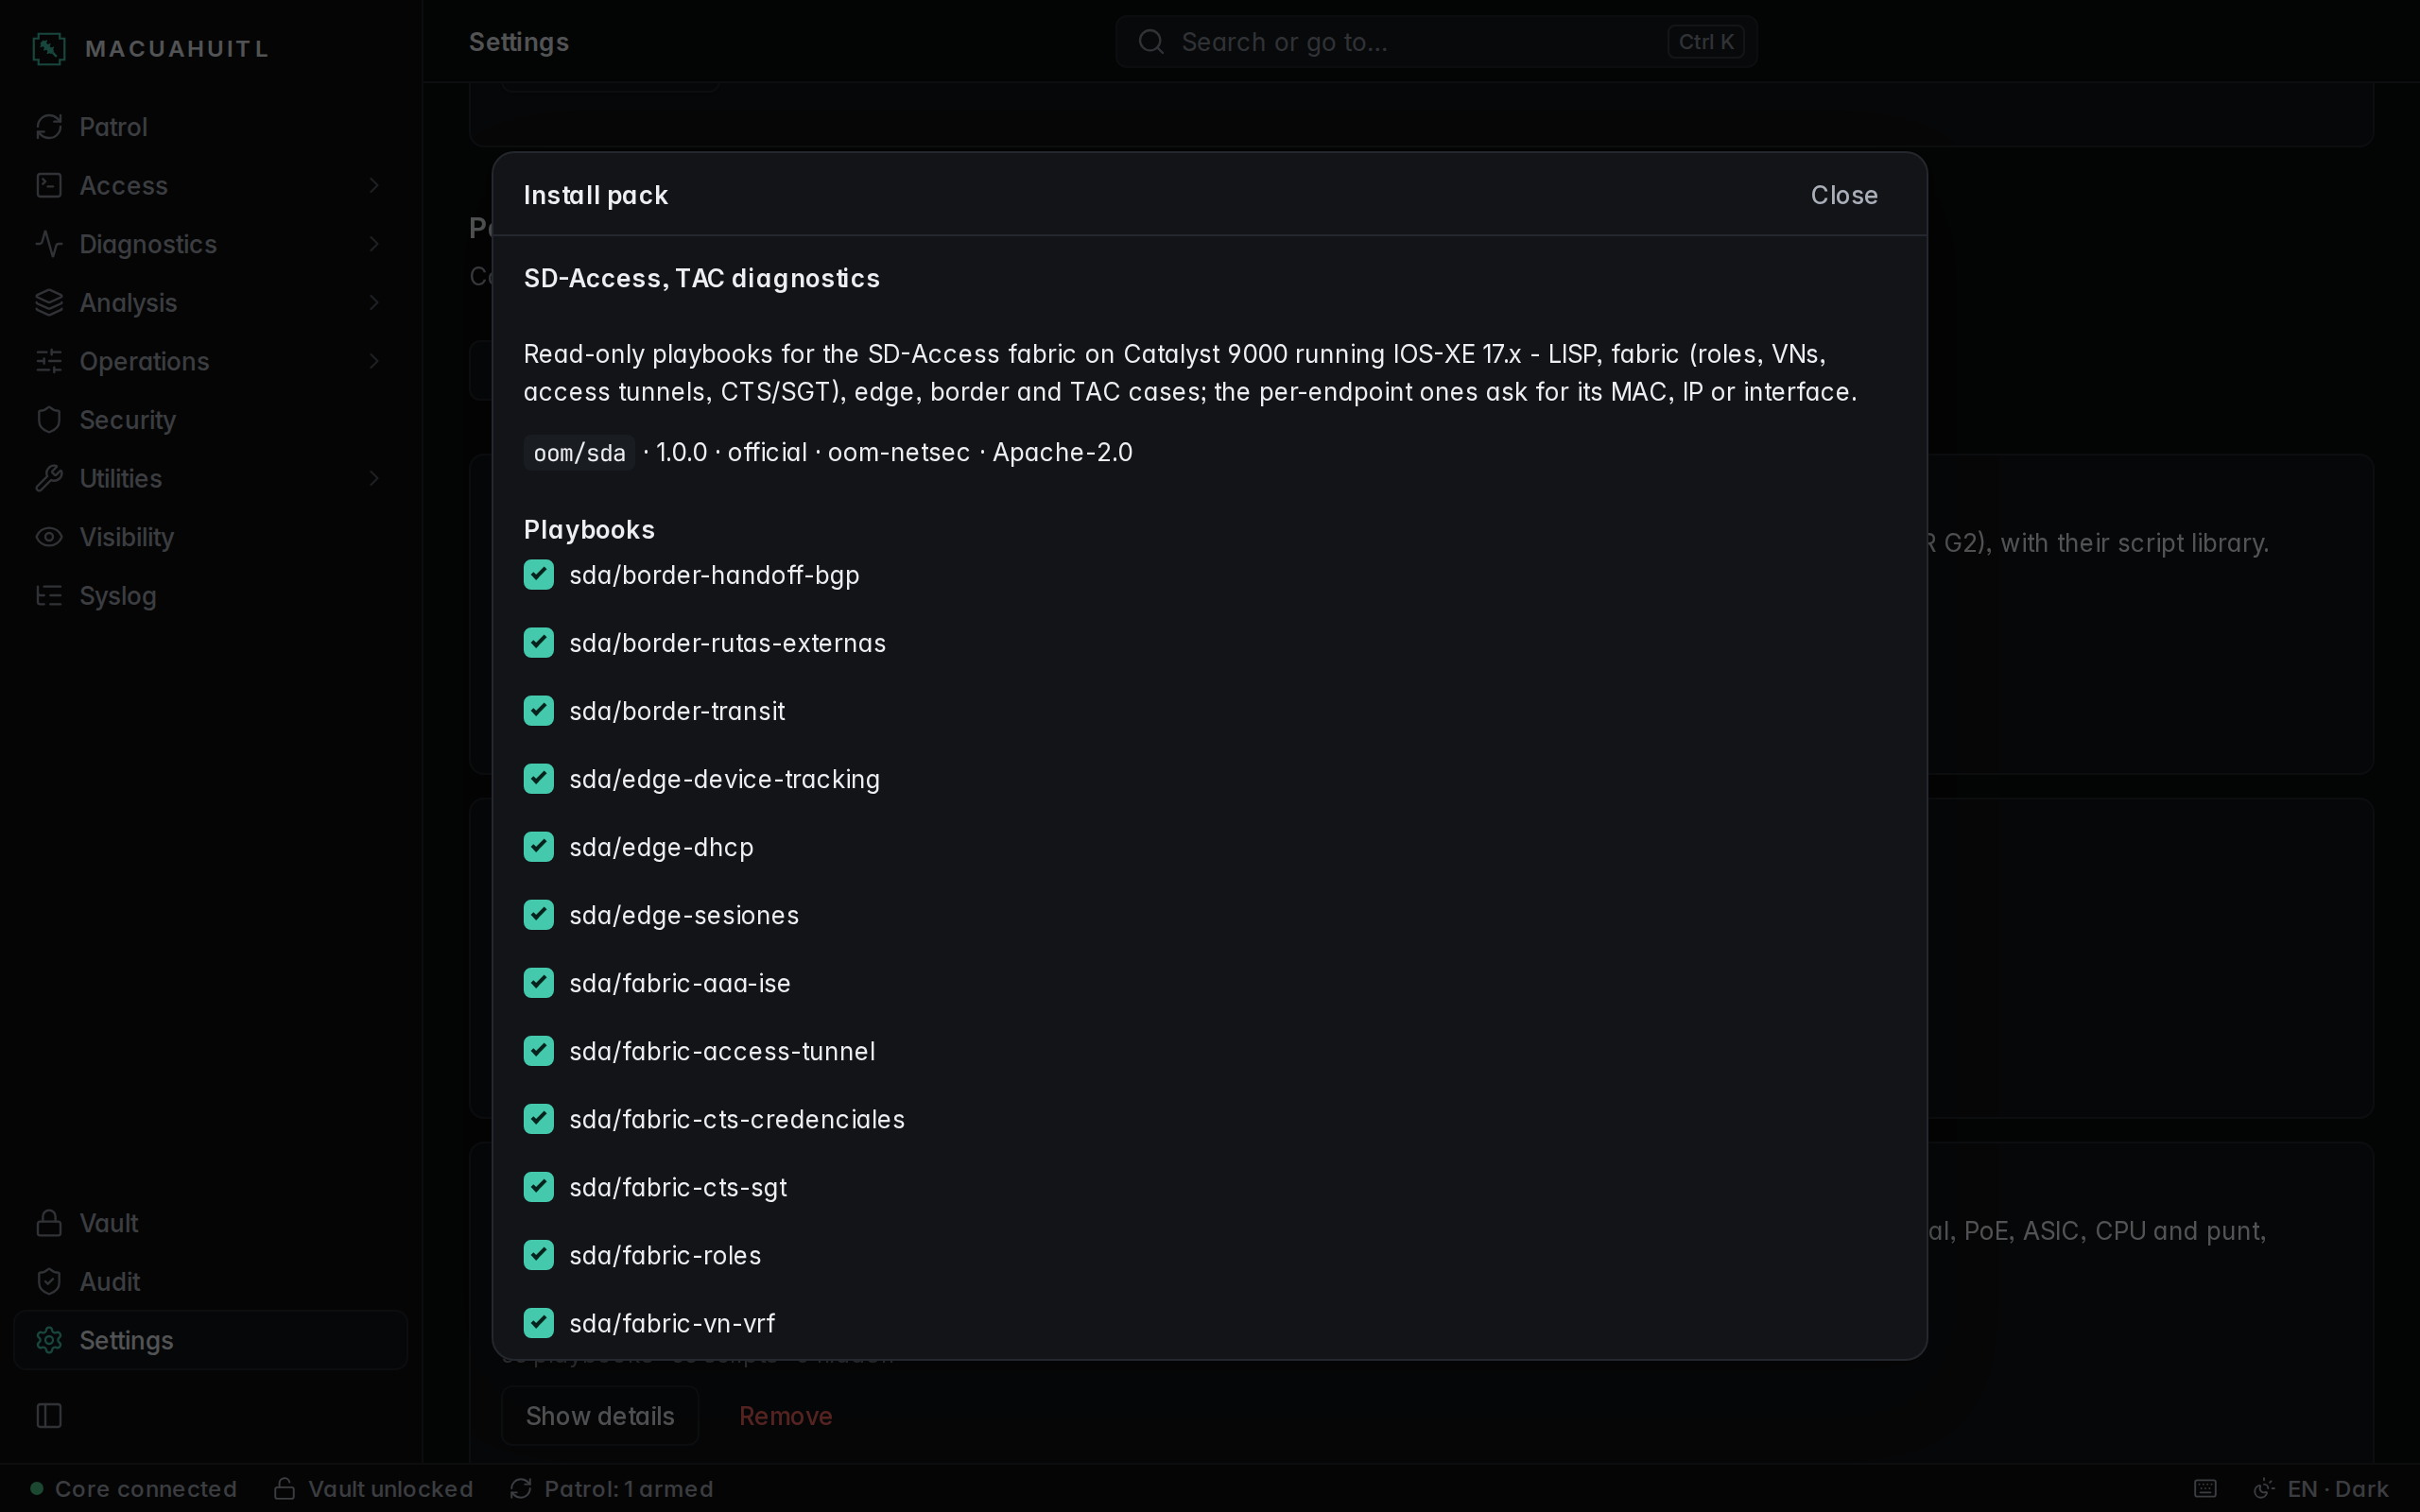 MACUAHUITL
Settings
Search or go to...
Ctrl K
Patrol
Access
Diagnostics
Analysis
Operations
Security
Utilities
Visibility
Syslog
Vault
Audit
Settings
Install pack
Close
SD-Access, TAC diagnostics
Read-only playbooks for the SD-Access fabric on Catalyst 9000 running IOS-XE 17.x - LISP, fabric (roles, VNs,
access tunnels, CTS/SGT), edge, border and TAC cases; the per-endpoint ones ask for its MAC, IP or interface.
oom/sda · 1.0.0 · official · oom-netsec · Apache-2.0
Playbooks
sda/border-handoff-bgp
sda/border-rutas-externas
sda/border-transit
sda/edge-device-tracking
sda/edge-dhcp
sda/edge-sesiones
sda/fabric-aaa-ise
sda/fabric-access-tunnel
sda/fabric-cts-credenciales
sda/fabric-cts-sgt
sda/fabric-roles
sda/fabric-vn-vrf
G2), with their script library.
al, PoE, ASIC, CPU and punt,
Show details
Remove
Core connected
Vault unlocked
Patrol: 1 armed
EN · Dark